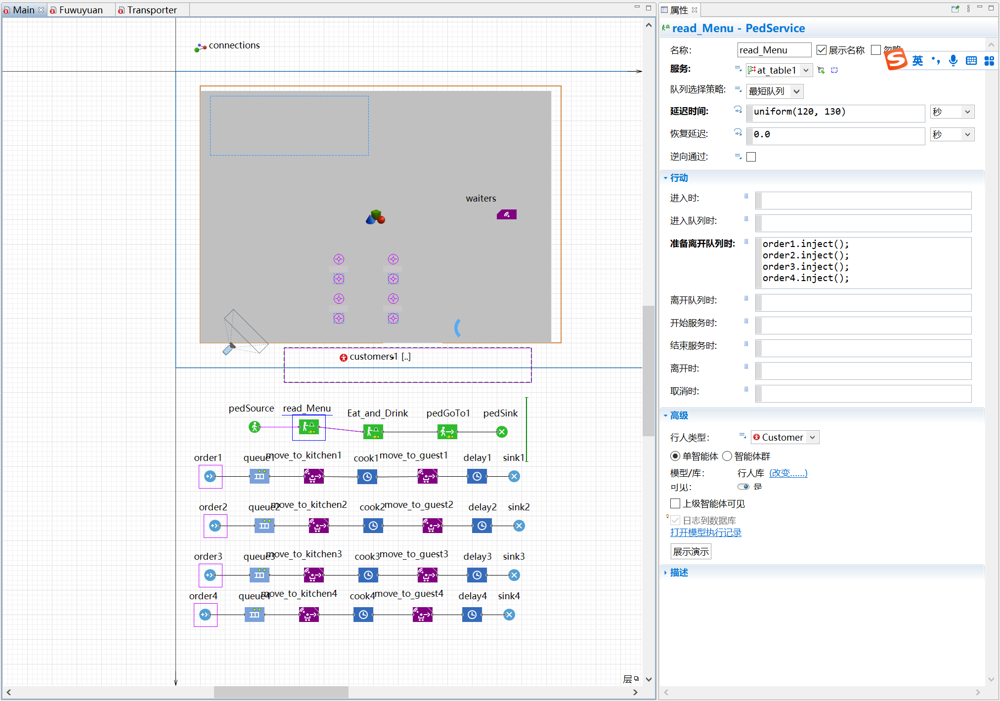 Main
Fuwuyuan
Transporter
connections
waiters
customers1 [..]
pedSource
read_Menu
Eat_and_Drink
pedGoTo1
pedSink
order1
queue1
move_to_kitchen1
cook1
move_to_guest1
delay1
sink1
order2
queue2
move_to_kitchen2
cook2
move_to_guest2
delay2
sink2
order3
queue3
move_to_kitchen3
cook3
move_to_guest3
delay3
sink3
order4
queue4
move_to_kitchen4
cook4
move_to_guest4
delay4
sink4
层
属性
read_Menu - PedService
名称:
read_Menu
展示名称
忽略
英
服务:
at_table1
队列选择策略:
最短队列
延迟时间:
uniform(120, 130)
秒
恢复延迟:
0.0
秒
逆向通过:
行动
进入时:
进入队列时:
准备离开队列时:
order1.inject();
order2.inject();
order3.inject();
order4.inject();
离开队列时:
开始服务时:
结束服务时:
离开时:
取消时:
高级
行人类型:
Customer
单智能体
智能体群
模型/库:
行人库 (改变......)
可见:
是
上级智能体可见
日志到数据库
打开模型执行记录
展示演示
描述